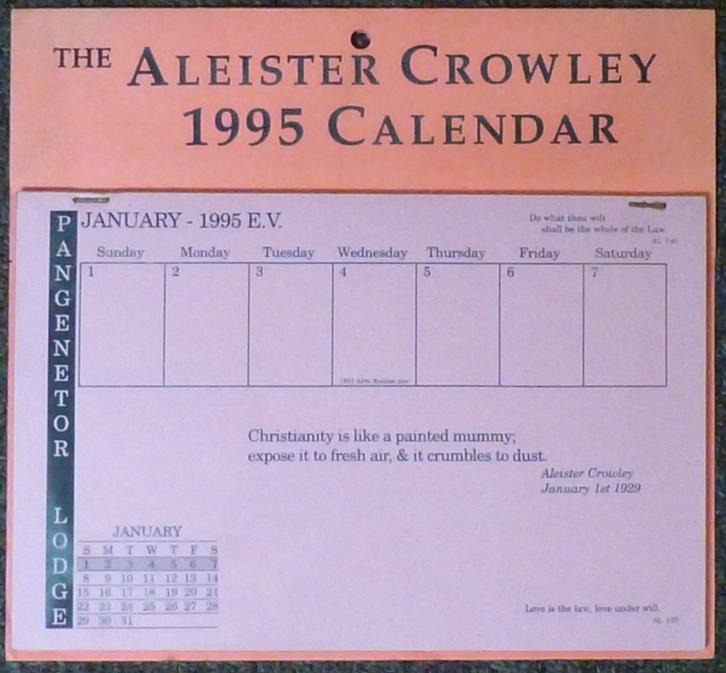 THE ALEISTER CROWLEY
1995 CALENDAR
PANGENETOR LODGE
JANUARY - 1995 E.V.
Do what thou wilt
shall be the whole of the Law.
AL I:40
Sunday Monday Tuesday Wednesday Thursday Friday Saturday
1 2 3 4 5 6 7
Christianity is like a painted mummy;
expose it to fresh air, & it crumbles to dust.
Aleister Crowley
January 1st 1929
JANUARY
S M T W T F S
1 2 3 4 5 6 7
8 9 10 11 12 13 14
15 16 17 18 19 20 21
22 23 24 25 26 27 28
29 30 31
Love is the law, love under will.
AL I:57